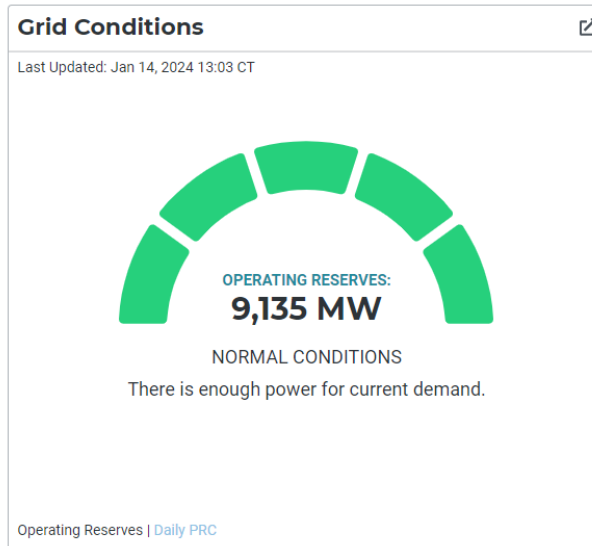 Grid Conditions
Last Updated: Jan 14, 2024 13:03 CT
OPERATING RESERVES:
9,135 MW
NORMAL CONDITIONS
There is enough power for current demand.
Operating Reserves | Daily PRC